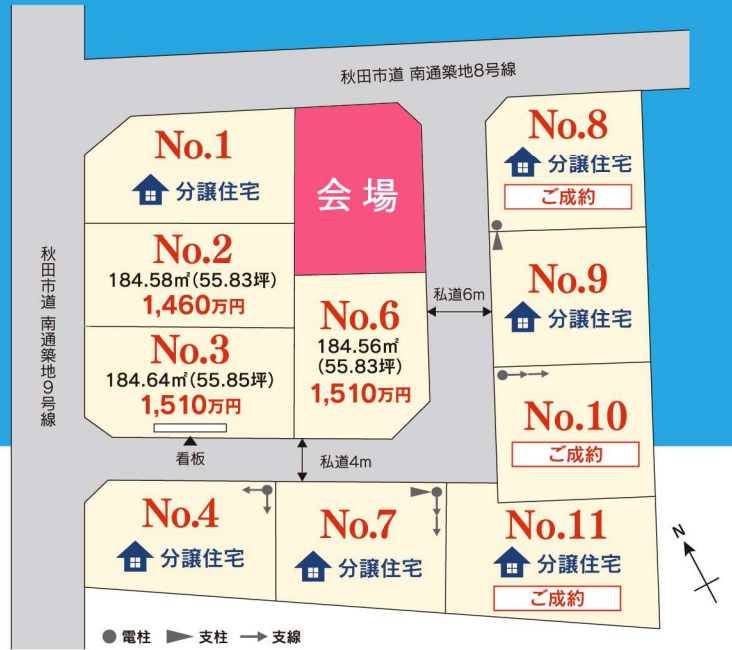 秋田市道 南通築地8号線
No.1
分譲住宅
会場
No.8
分譲住宅
ご成約
秋田市道 南通築地9号線
No.2
184.58㎡(55.83坪)
1,460万円
No.3
184.64㎡(55.85坪)
1,510万円
看板
No.6
184.56㎡
(55.83坪)
1,510万円
私道6m
No.9
分譲住宅
No.10
ご成約
私道4m
No.4
分譲住宅
No.7
分譲住宅
No.11
分譲住宅
ご成約
N
電柱 支柱 支線